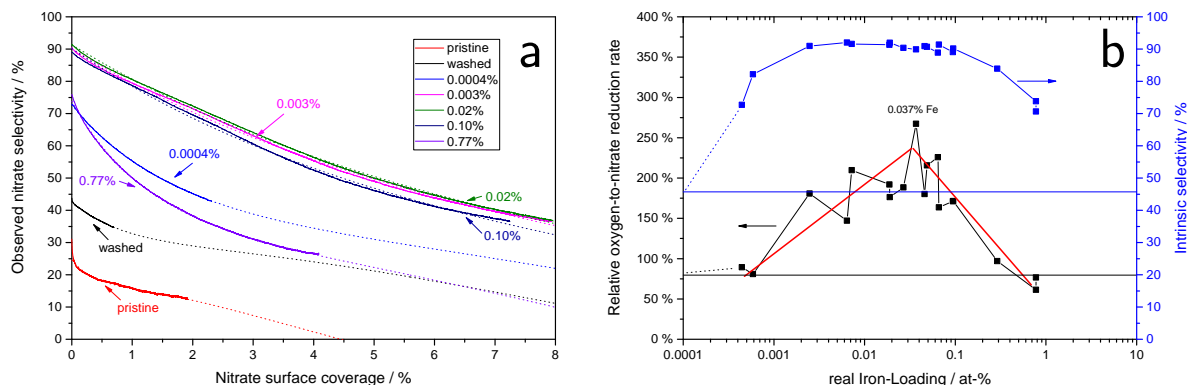 100
90
80
70
60
50
40
30
20
10
0
0 1 2 3 4 5 6 7 8
Observed nitrate selectivity / %
Nitrate surface coverage / %
a
pristine
washed
0.0004%
0.003%
0.02%
0.10%
0.77%
0.003%
0.0004%
0.77%
0.02%
0.10%
washed
pristine
400 %
350 %
300 %
250 %
200 %
150 %
100 %
50 %
0 %
0.0001 0.001 0.01 0.1 1 10
Relative oxygen-to-nitrate reduction rate
real Iron-Loading / at-%
b
0.037% Fe
100
90
80
70
60
50
40
30
20
10
0
Intrinsic selectivity / %